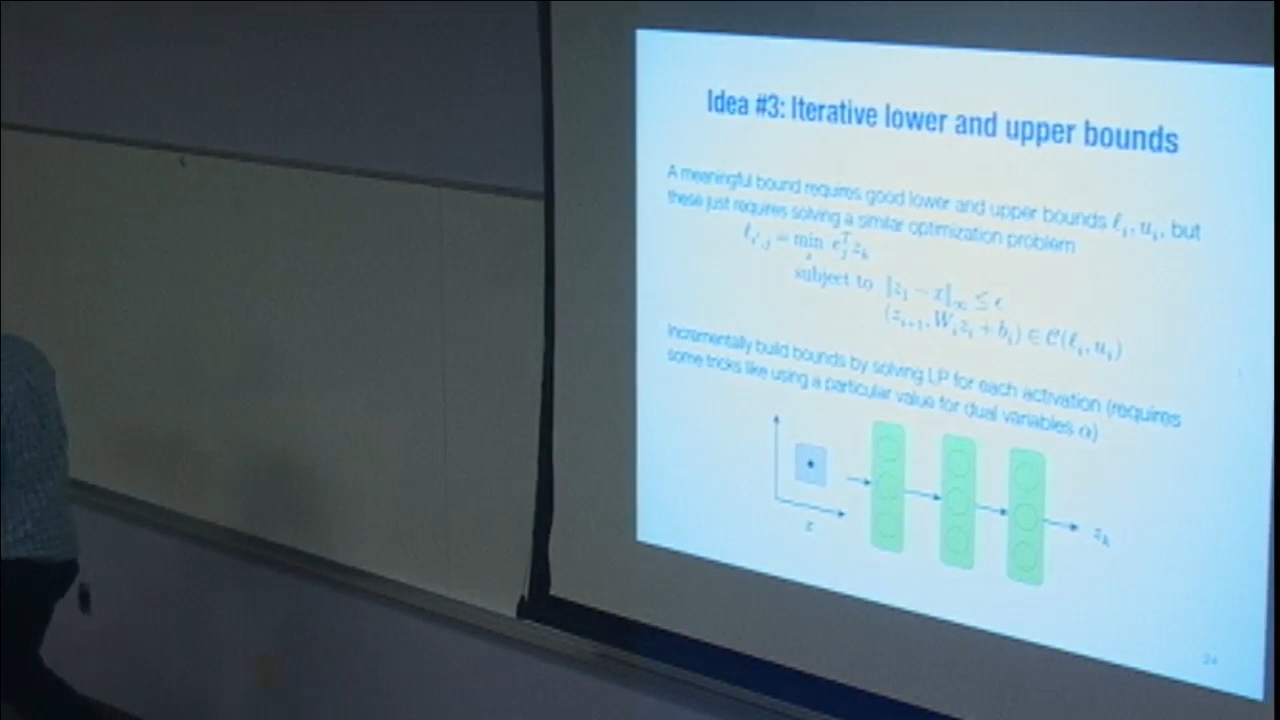 Idea #3: Iterative lower and upper bounds
A meaningful bound requires good lower and upper bounds ℓᵢ, uᵢ, but
these just requires solving a similar optimization problem
ℓᵢ′,ⱼ = min eⱼᵀ zₖ
z
subject to ‖z₁ − x‖∞ ≤ ϵ
(zᵢ₊₁, Wᵢzᵢ + bᵢ) ∈ 𝒞(ℓᵢ, uᵢ)
Incrementally build bounds by solving LP for each activation (requires
some tricks like using a particular value for dual variables α)
x
zₖ
24